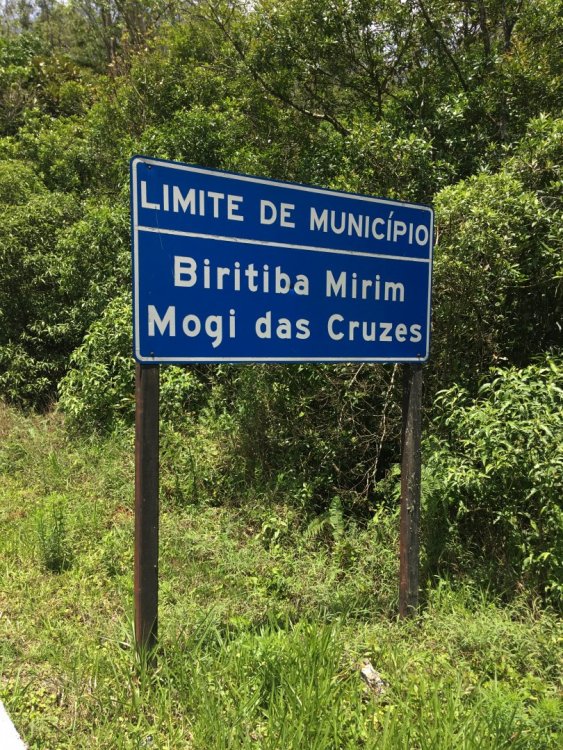 LIMITE DE MUNICÍPIO
Biritiba Mirim
Mogi das Cruzes